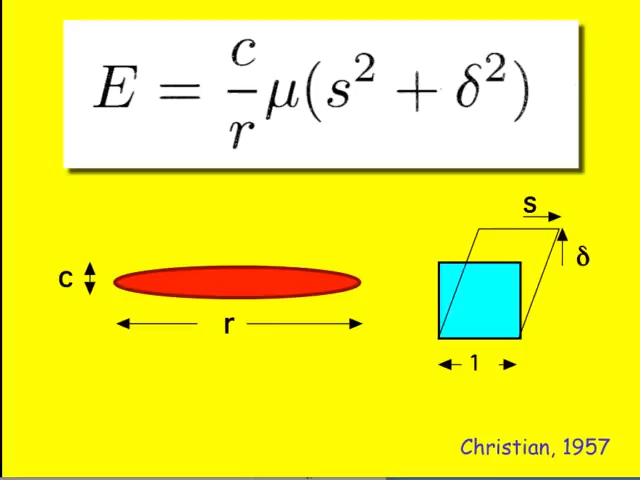 E = c/r μ(s² + δ²)
s
δ
c
r
1
Christian, 1957